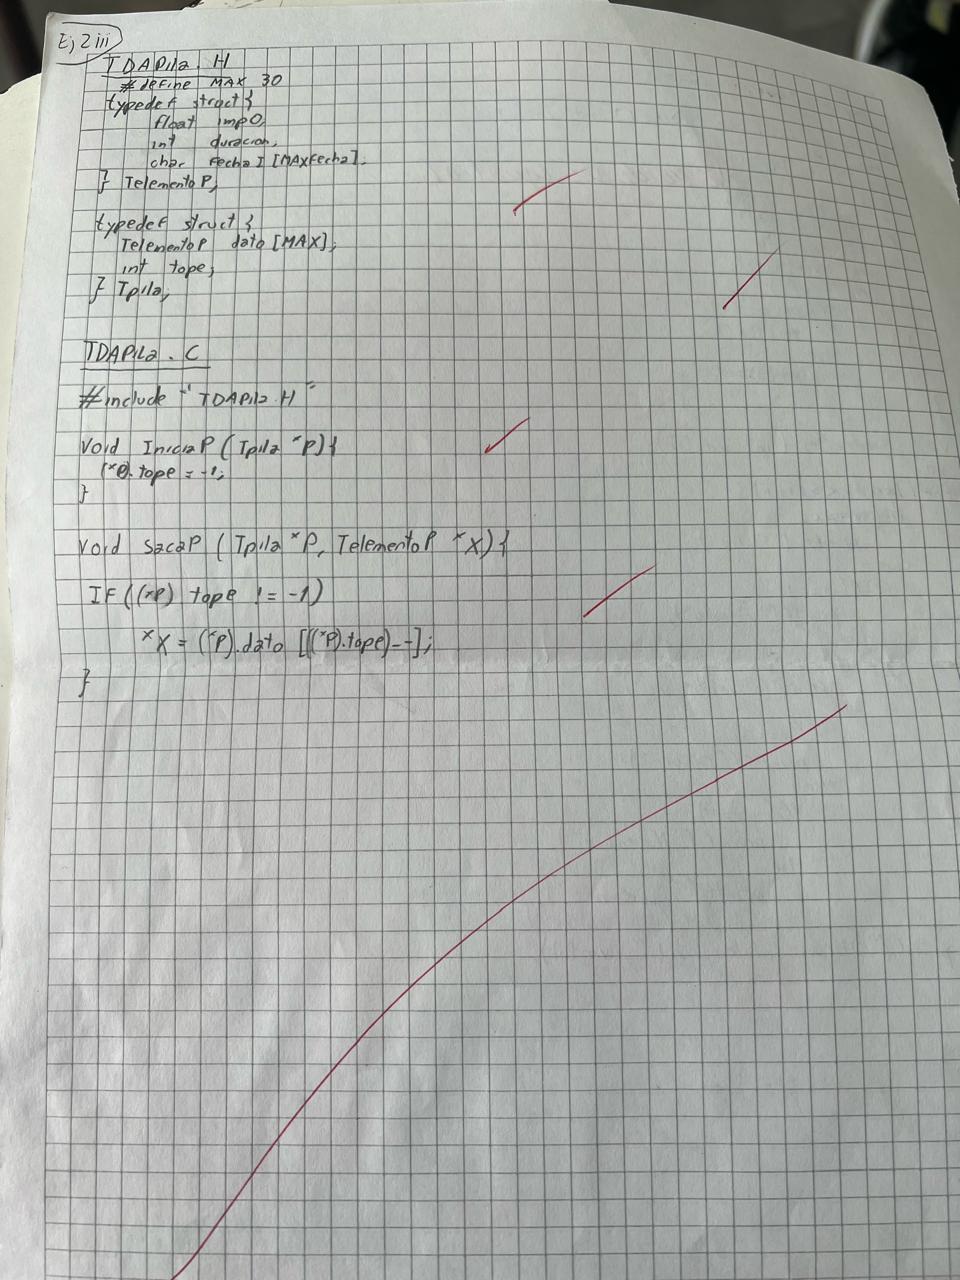 Ej 2 iii
TDAPila . H
#define MAX 30
typedef struct{
float impO;
int duracion;
char FechaI [MAXFecha];
} TelementoP;
typedef struct{
TelementoP dato [MAX];
int tope;
} Tpila;
TDAPila . C
#include "TDAPila.H"
Void IniciaP (Tpila *P){
(*P).tope = -1;
}
Void SacaP (Tpila *P, TelementoP *X){
IF((*P) tope != -1)
*X = (*P).dato [((*P).tope)--];
}